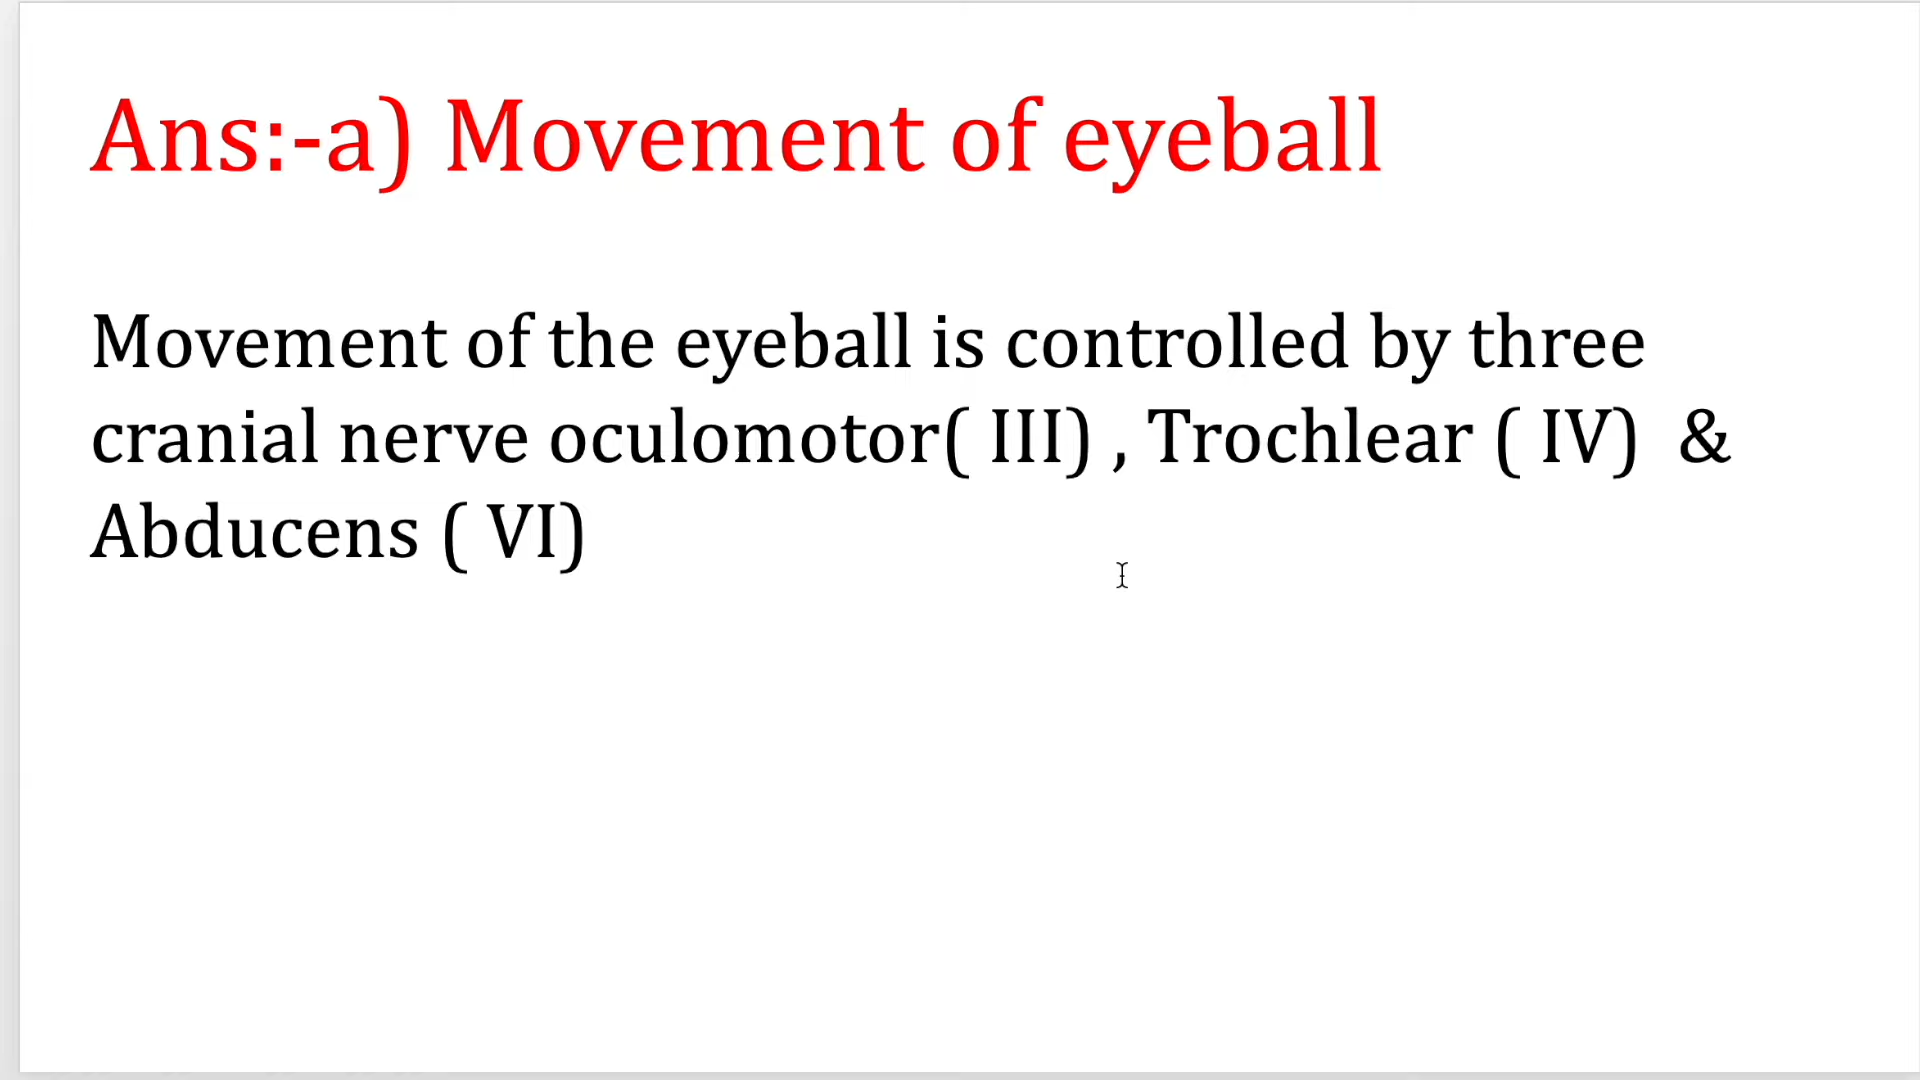 Ans:-a) Movement of eyeball
Movement of the eyeball is controlled by three
cranial nerve oculomotor( III) , Trochlear ( IV)  &
Abducens ( VI)